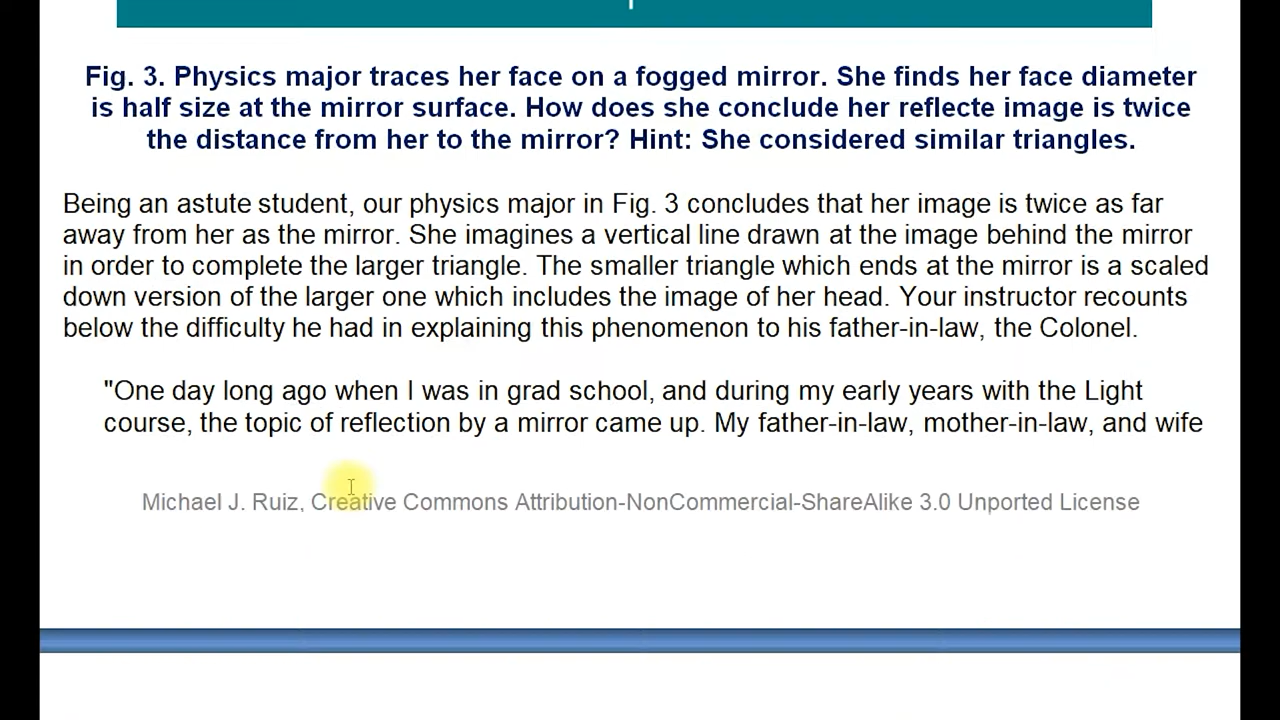 Fig. 3. Physics major traces her face on a fogged mirror. She finds her face diameter
is half size at the mirror surface. How does she conclude her reflecte image is twice
the distance from her to the mirror? Hint: She considered similar triangles.
Being an astute student, our physics major in Fig. 3 concludes that her image is twice as far
away from her as the mirror. She imagines a vertical line drawn at the image behind the mirror
in order to complete the larger triangle. The smaller triangle which ends at the mirror is a scaled
down version of the larger one which includes the image of her head. Your instructor recounts
below the difficulty he had in explaining this phenomenon to his father-in-law, the Colonel.
"One day long ago when I was in grad school, and during my early years with the Light
course, the topic of reflection by a mirror came up. My father-in-law, mother-in-law, and wife
Michael J. Ruiz, Creative Commons Attribution-NonCommercial-ShareAlike 3.0 Unported License